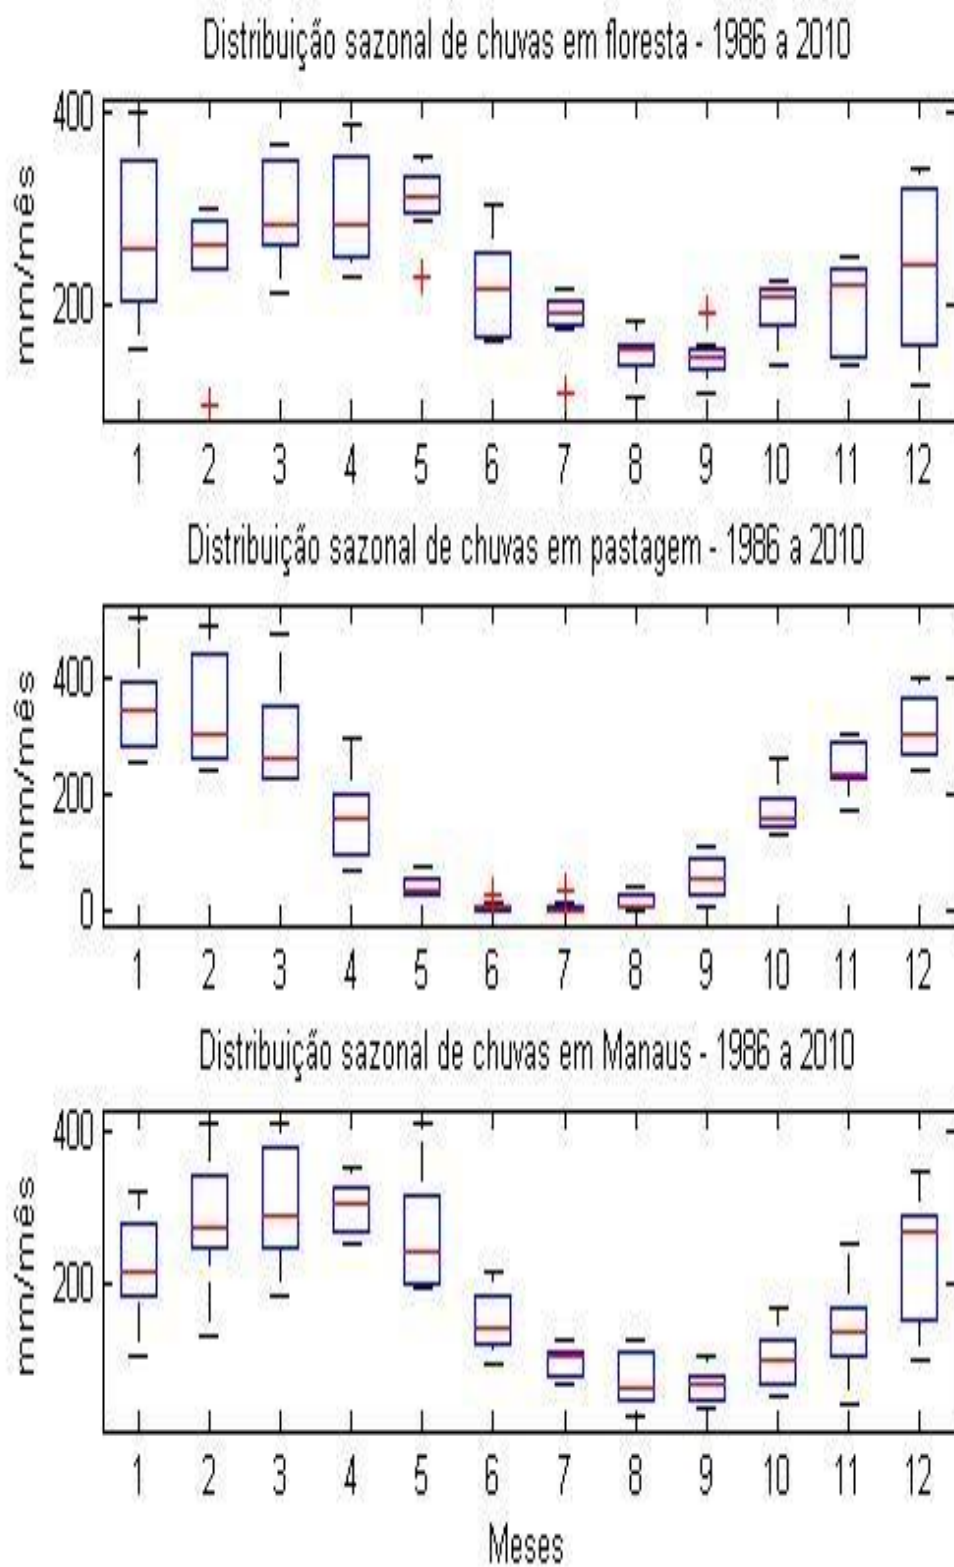 Distribuição sazonal de chuvas em floresta - 1986 a 2010
400
mm/mês
200
1 2 3 4 5 6 7 8 9 10 11 12
Distribuição sazonal de chuvas em pastagem - 1986 a 2010
400
mm/mês
200
0
1 2 3 4 5 6 7 8 9 10 11 12
Distribuição sazonal de chuvas em Manaus - 1986 a 2010
400
mm/mês
200
1 2 3 4 5 6 7 8 9 10 11 12
Meses